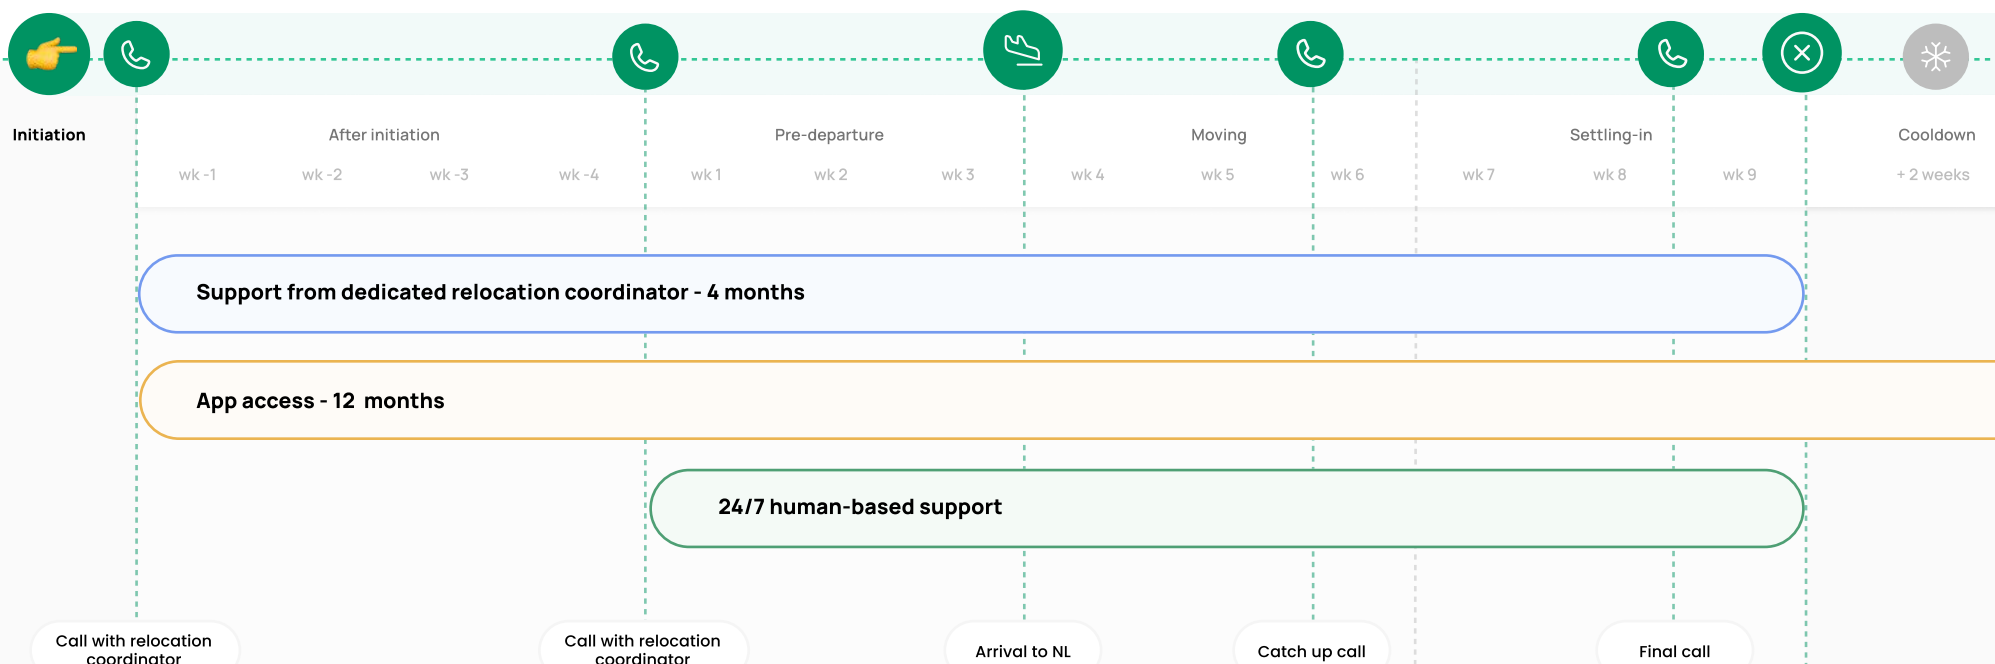 Initiation
After initiation
Pre-departure
Moving
Settling-in
Cooldown
wk -1
wk -2
wk -3
wk -4
wk 1
wk 2
wk 3
wk 4
wk 5
wk 6
wk 7
wk 8
wk 9
+ 2 weeks
Support from dedicated relocation coordinator - 4 months
App access - 12  months
24/7 human-based support
Call with relocation
coordinator
Call with relocation
coordinator
Arrival to NL
Catch up call
Final call